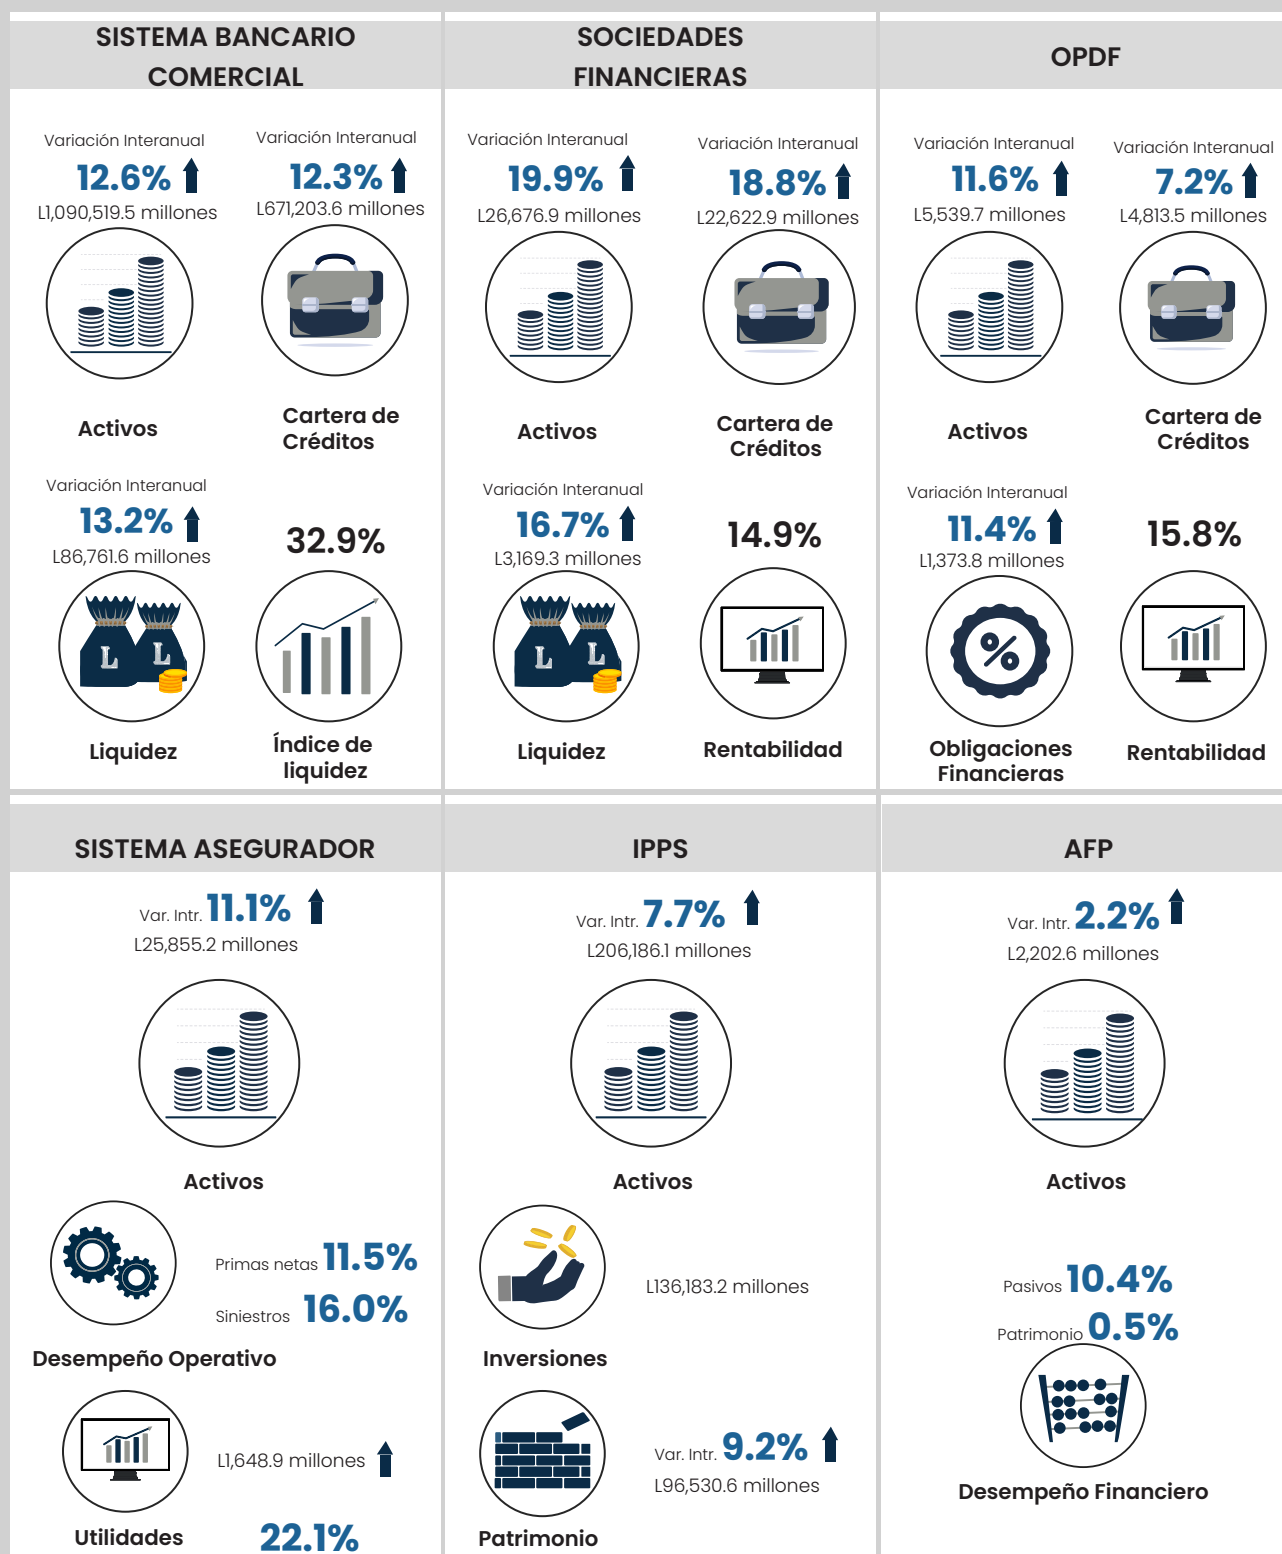 SISTEMA BANCARIO
COMERCIAL
Variación Interanual
12.6%
L1,090,519.5 millones
Activos
Variación Interanual
12.3%
L671,203.6 millones
Cartera de
Créditos
Variación Interanual
13.2%
L86,761.6 millones
L L
Liquidez
32.9%
Índice de
liquidez
SOCIEDADES
FINANCIERAS
Variación Interanual
19.9%
L26,676.9 millones
Activos
Variación Interanual
18.8%
L22,622.9 millones
Cartera de
Créditos
Variación Interanual
16.7%
L3,169.3 millones
L L
Liquidez
14.9%
Rentabilidad
OPDF
Variación Interanual
11.6%
L5,539.7 millones
Activos
Variación Interanual
7.2%
L4,813.5 millones
Cartera de
Créditos
Variación Interanual
11.4%
L1,373.8 millones
%
Obligaciones
Financieras
15.8%
Rentabilidad
SISTEMA ASEGURADOR
Var. Intr. 11.1%
L25,855.2 millones
Activos
Primas netas 11.5%
Siniestros 16.0%
Desempeño Operativo
L1,648.9 millones
Utilidades
22.1%
IPPS
Var. Intr. 7.7%
L206,186.1 millones
Activos
L136,183.2 millones
Inversiones
Var. Intr. 9.2%
L96,530.6 millones
Patrimonio
AFP
Var. Intr. 2.2%
L2,202.6 millones
Activos
Pasivos 10.4%
Patrimonio 0.5%
Desempeño Financiero